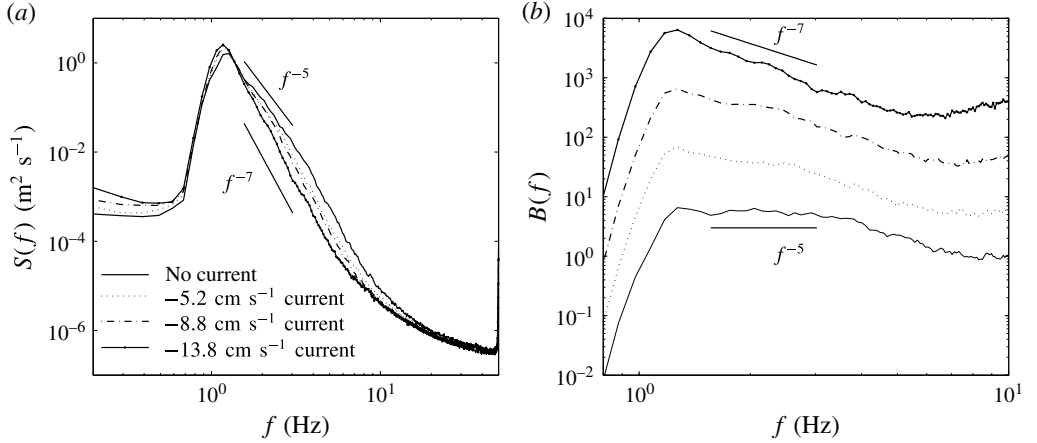 (a)
10^0
10^−2
10^−4
10^−6
S(f) (m² s⁻¹)
f^−5
f^−7
No current
−5.2 cm s⁻¹ current
−8.8 cm s⁻¹ current
−13.8 cm s⁻¹ current
10^0
10^1
f (Hz)
(b)
10^4
10^3
10^2
10^1
10^0
10^−1
10^−2
B(f)
f^−7
f^−5
10^0
10^1
f (Hz)